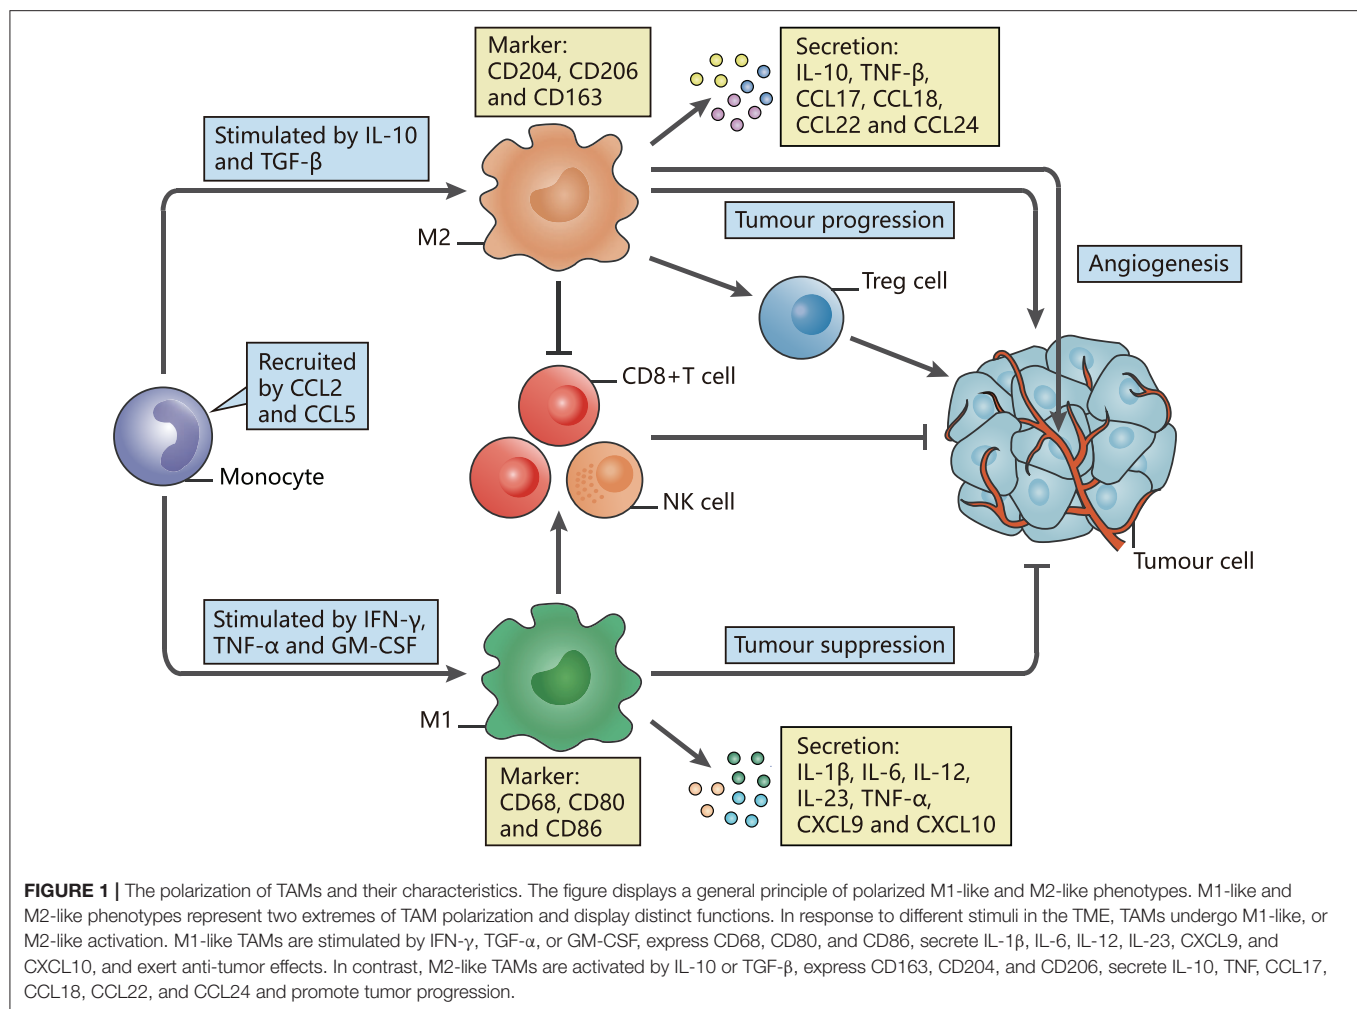 Marker:
CD204, CD206
and CD163
Secretion:
IL-10, TNF-β,
CCL17, CCL18,
CCL22 and CCL24
Stimulated by IL-10
and TGF-β
M2
Tumour progression
Angiogenesis
Treg cell
Recruited
by CCL2
and CCL5
CD8+T cell
Monocyte
NK cell
Tumour cell
Stimulated by IFN-γ,
TNF-α and GM-CSF
Tumour suppression
M1
Marker:
CD68, CD80
and CD86
Secretion:
IL-1β, IL-6, IL-12,
IL-23, TNF-α,
CXCL9 and CXCL10
FIGURE 1 | The polarization of TAMs and their characteristics. The figure displays a general principle of polarized M1-like and M2-like phenotypes. M1-like and
M2-like phenotypes represent two extremes of TAM polarization and display distinct functions. In response to different stimuli in the TME, TAMs undergo M1-like, or
M2-like activation. M1-like TAMs are stimulated by IFN-γ, TGF-α, or GM-CSF, express CD68, CD80, and CD86, secrete IL-1β, IL-6, IL-12, IL-23, CXCL9, and
CXCL10, and exert anti-tumor effects. In contrast, M2-like TAMs are activated by IL-10 or TGF-β, express CD163, CD204, and CD206, secrete IL-10, TNF, CCL17,
CCL18, CCL22, and CCL24 and promote tumor progression.